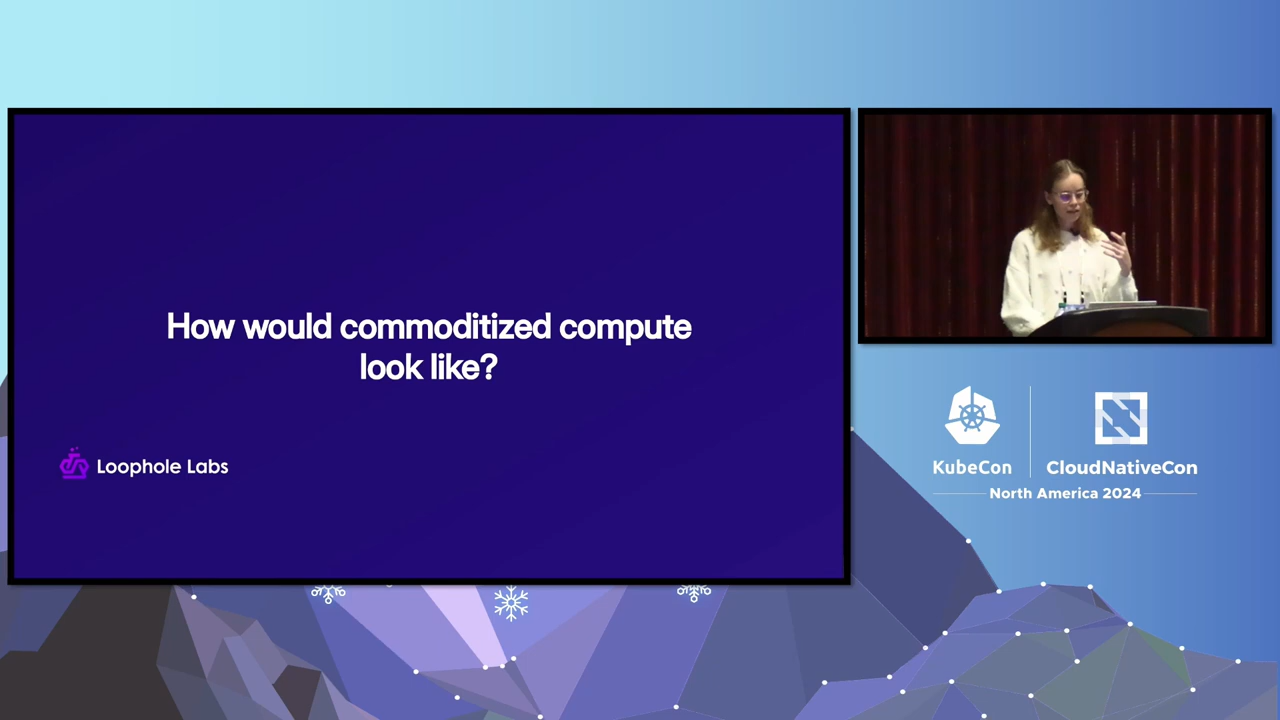 How would commoditized compute
look like?
Loophole Labs
KubeCon
CloudNativeCon
North America 2024